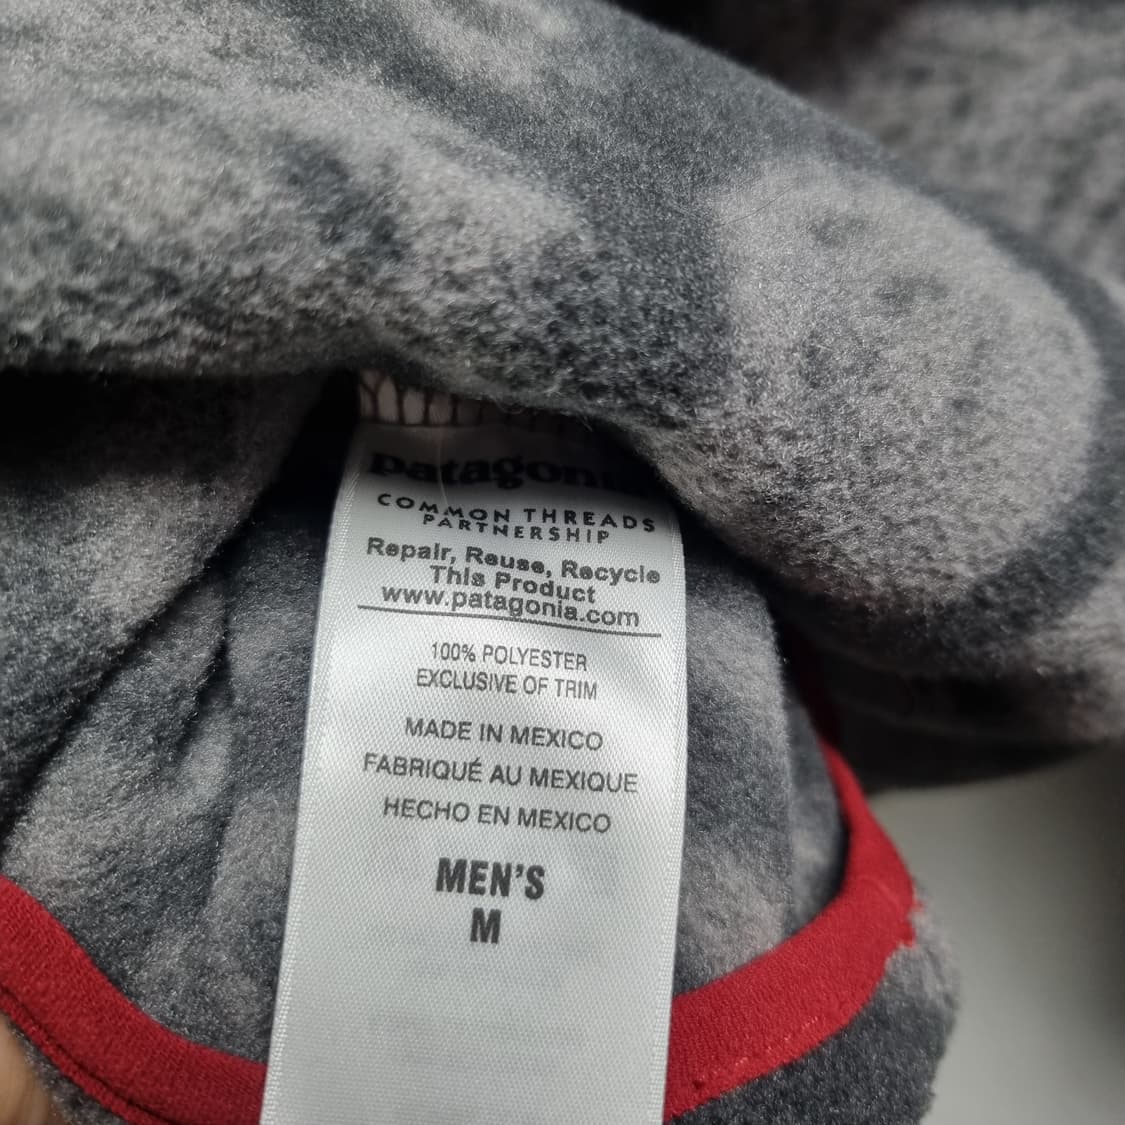 patagonia
COMMON THREADS
PARTNERSHIP
Repair, Reuse, Recycle
This Product
www.patagonia.com
100% POLYESTER
EXCLUSIVE OF TRIM
MADE IN MEXICO
FABRIQUÉ AU MEXIQUE
HECHO EN MEXICO
MEN'S
M